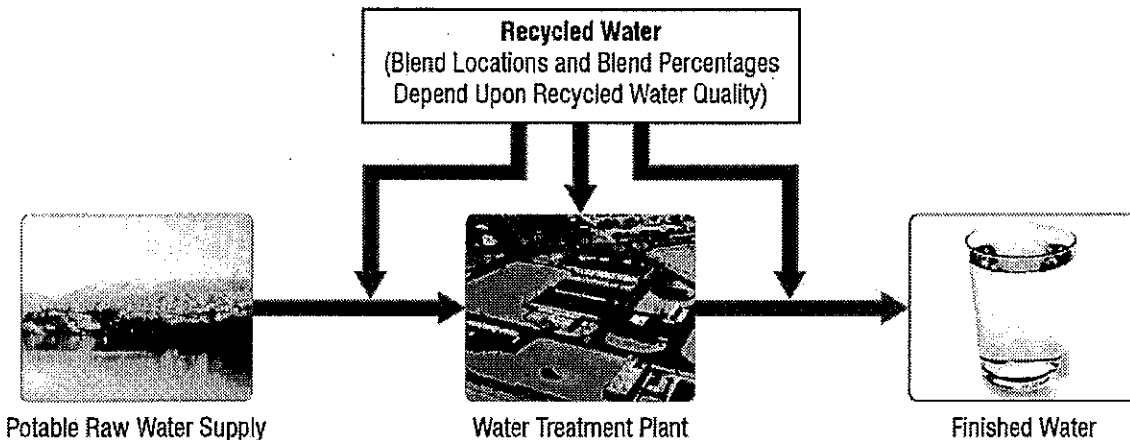 Recycled Water
(Blend Locations and Blend Percentages
Depend Upon Recycled Water Quality)
Potable Raw Water Supply
Water Treatment Plant
Finished Water